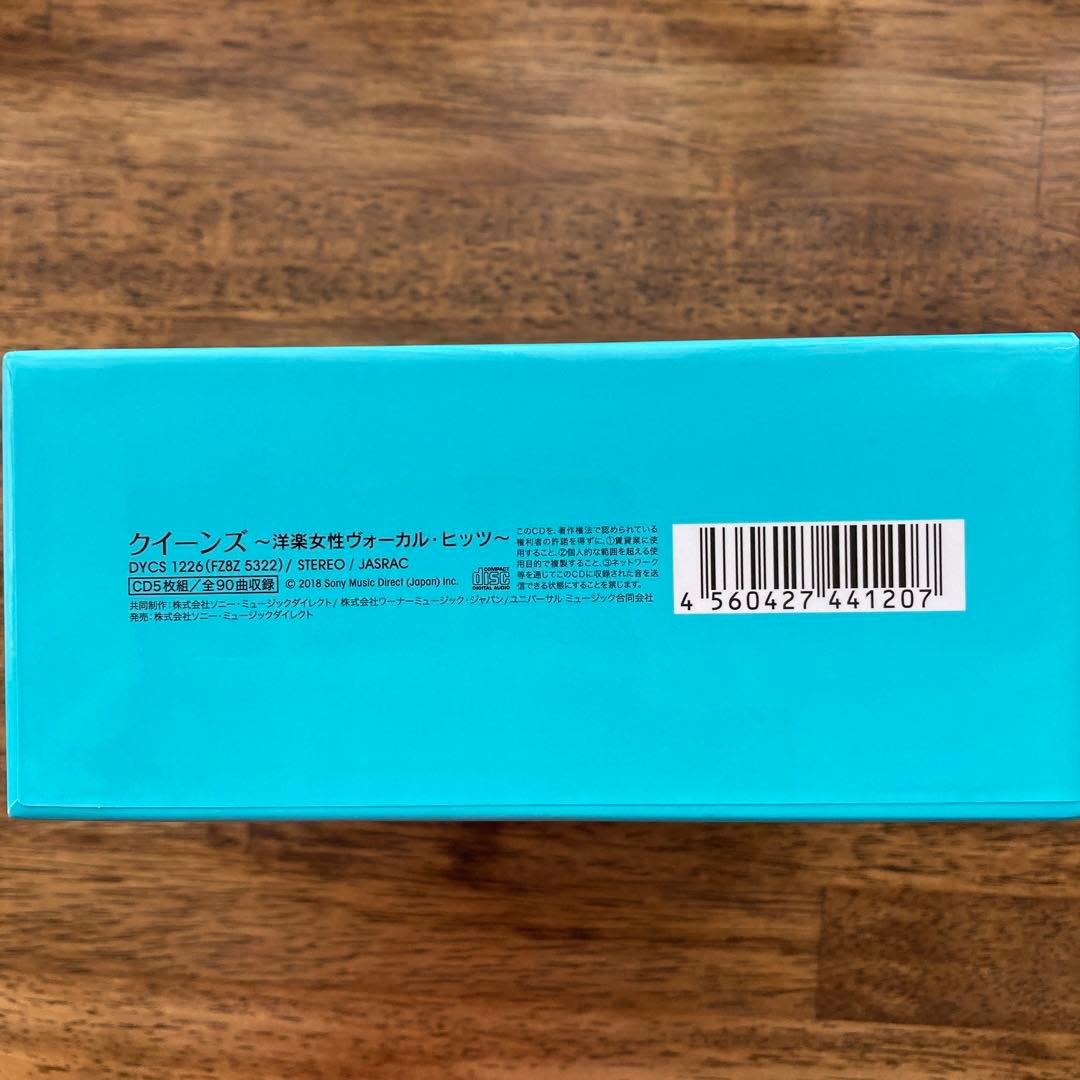 クイーンズ ～洋楽女性ヴォーカル・ヒッツ～
DYCS 1226(FZ8Z 5322)/ STEREO / JASRAC
CD5枚組／全90曲収録 © 2018 Sony Music Direct (Japan) Inc.
共同制作：株式会社ソニー・ミュージックダイレクト/ 株式会社ワーナーミュージック・ジャパン/ユニバーサル ミュージック合同会社
発売：株式会社ソニー・ミュージックダイレクト
COMPACT
disc
DIGITAL AUDIO
このCDを、著作権法で認められている
権利者の許諾を得ずに、①賃貸業に使
用すること、②個人的な範囲を超える使
用目的で複製すること、③ネットワーク
等を通じてこのCDに収録された音を送
信できる状態にすることを禁じます。
4 560427 441207